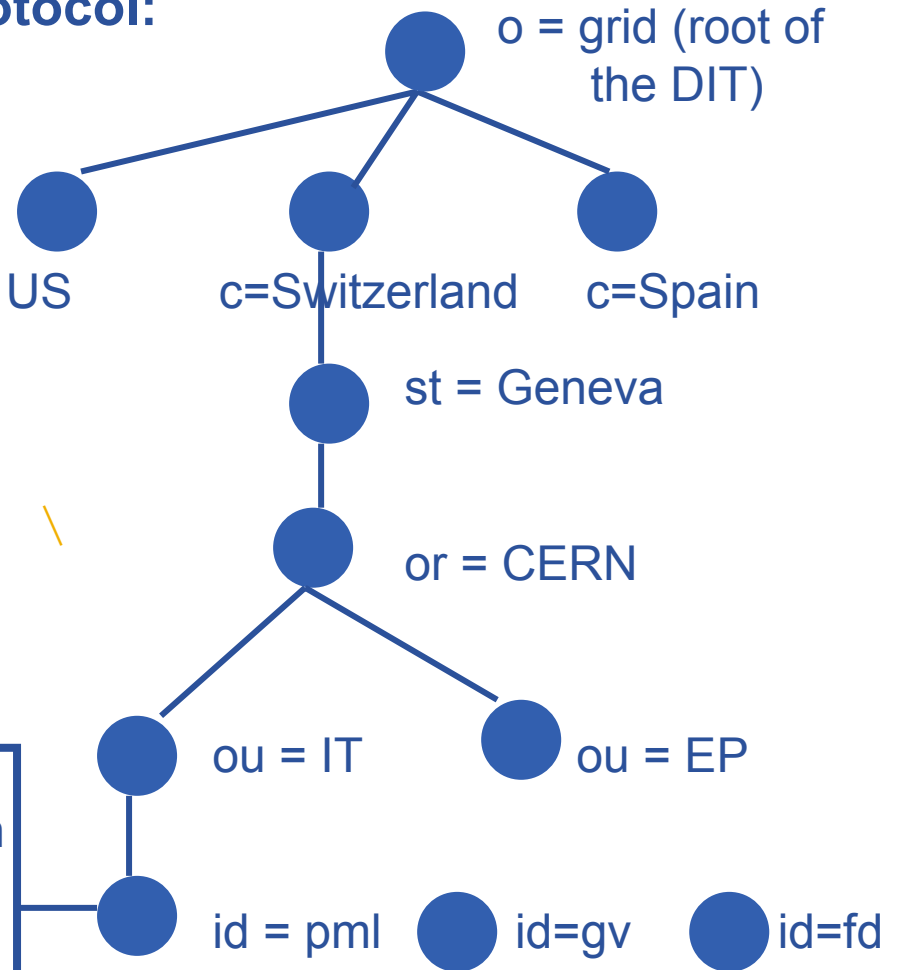 otocol:
o = grid (root of
the DIT)
US
c=Switzerland
c=Spain
st = Geneva
or = CERN
ou = IT
ou = EP
id = pml
id=gv
id=fd